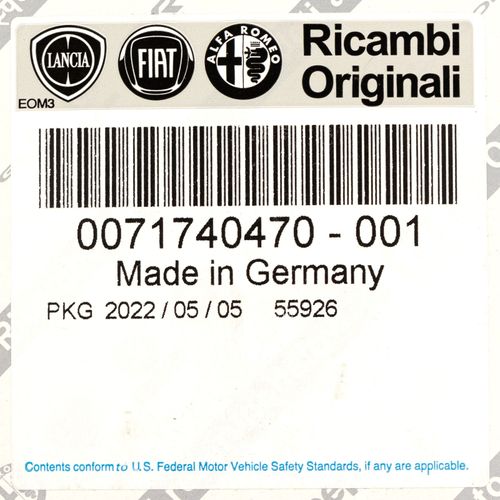 LANCIA
FIAT
ALFA ROMEO
Ricambi
Originali
EOM3
0071740470 - 001
Made in Germany
PKG 2022 / 05 / 05 55926
Contents conform to U.S. Federal Motor Vehicle Safety Standards, if any are applicable.